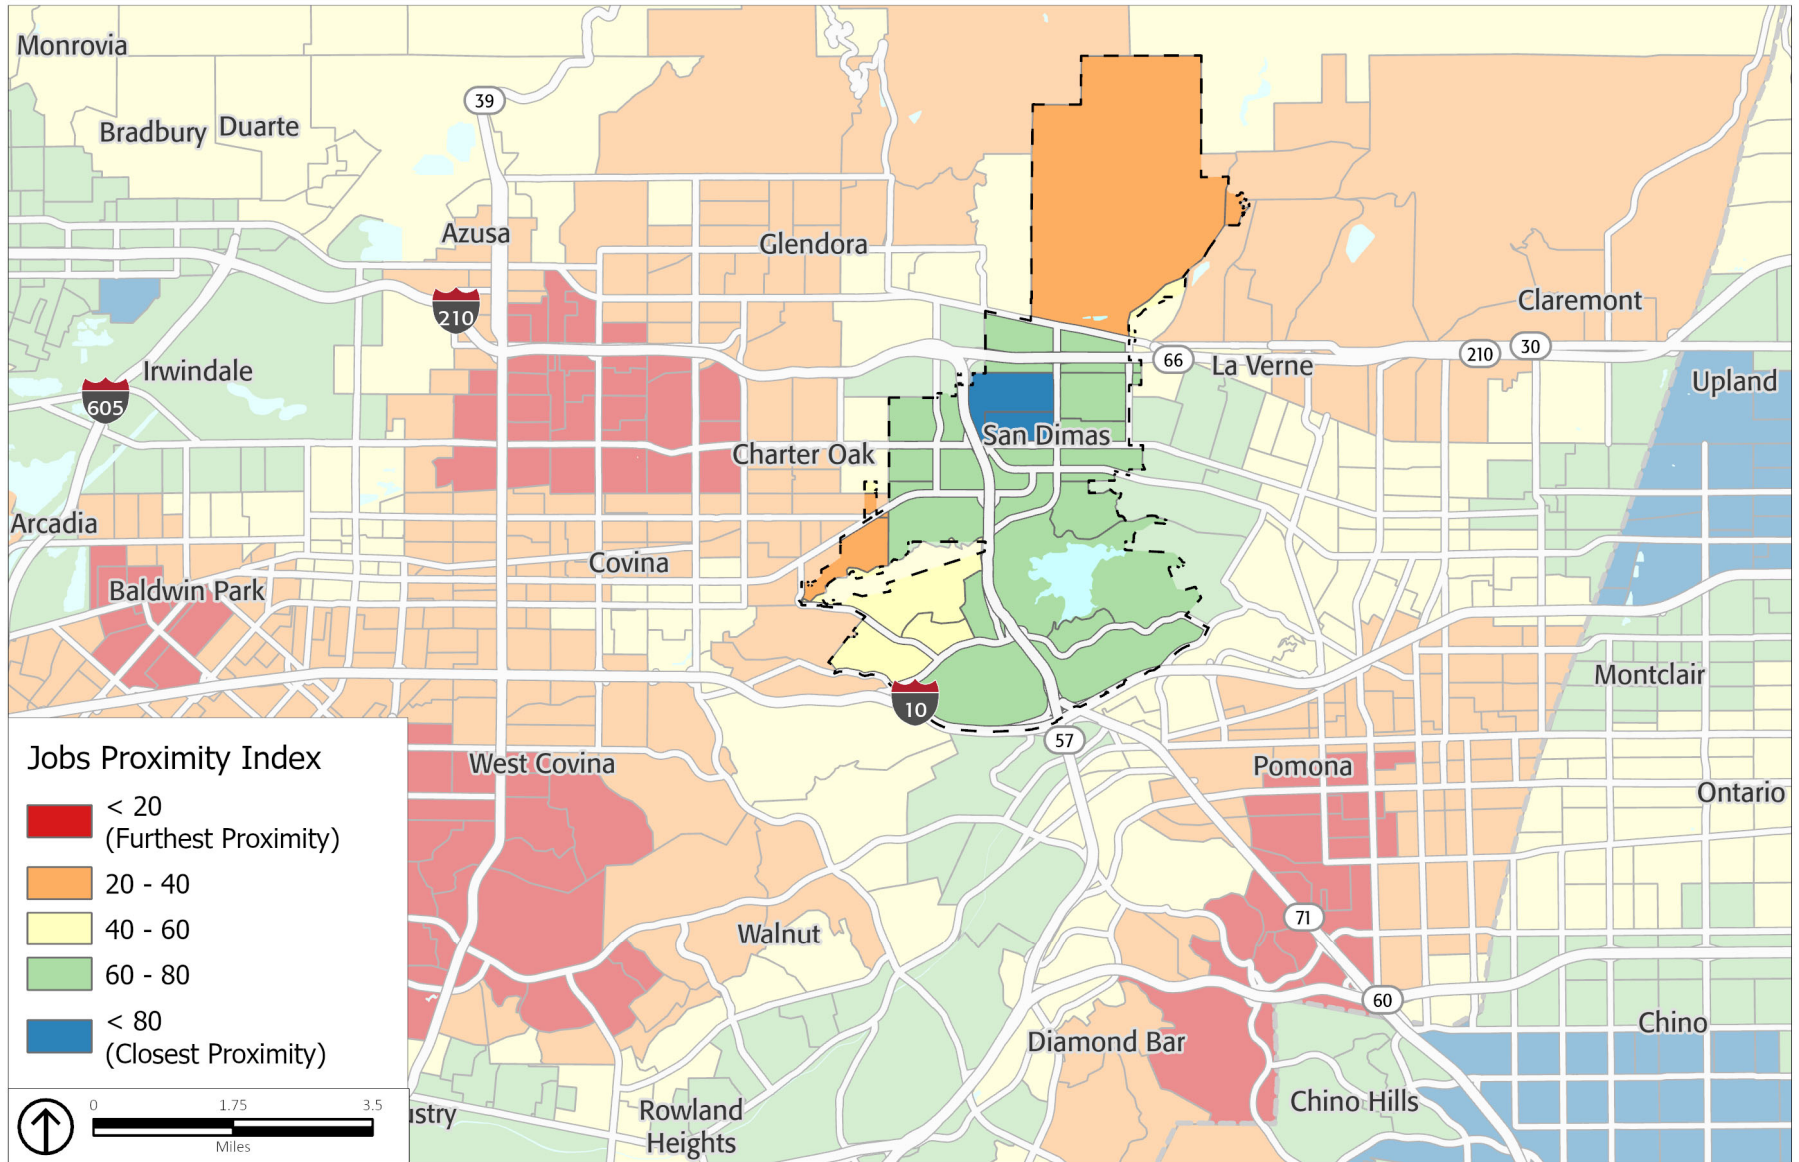 Monrovia
39
Bradbury
Duarte
Azusa
Glendora
210
Claremont
Irwindale
66
La Verne
210
30
Upland
605
San Dimas
Charter Oak
Arcadia
Covina
Baldwin Park
Montclair
10
57
West Covina
Pomona
Ontario
Jobs Proximity Index
< 20
(Furthest Proximity)
20 - 40
40 - 60
60 - 80
< 80
(Closest Proximity)
71
Walnut
60
Chino
Diamond Bar
Chino Hills
Rowland
Heights
ustry
0 1.75 3.5
Miles